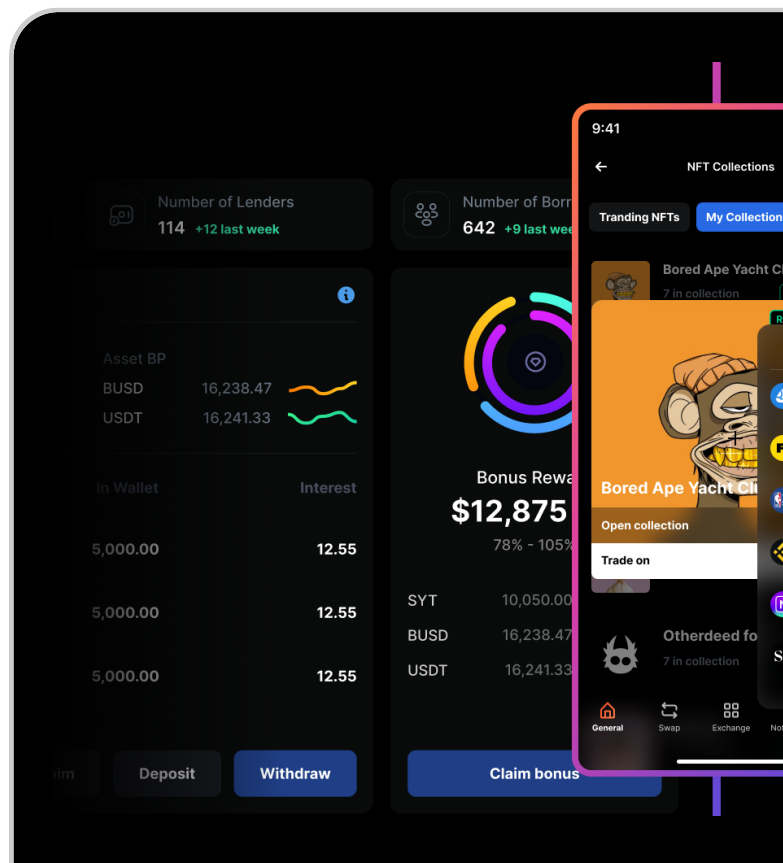 Number of Lenders
114 +12 last week
Asset BP
BUSD 16,238.47
USDT 16,241.33
In Wallet Interest
5,000.00 12.55
5,000.00 12.55
5,000.00 12.55
Deposit
Withdraw
Number of Borr
642 +9 last wee
Bonus Rewa
$12,875
78% - 105%
SYT 10,050.00
BUSD 16,238.47
USDT 16,241.33
Claim bonus
9:41
NFT Collections
Tranding NFTs
My Collection
Bored Ape Yacht Cl
7 in collection
Bored Ape Yacht Clu
Open collection
Trade on
Otherdeed fo
7 in collection
General
Swap
Exchange
Not